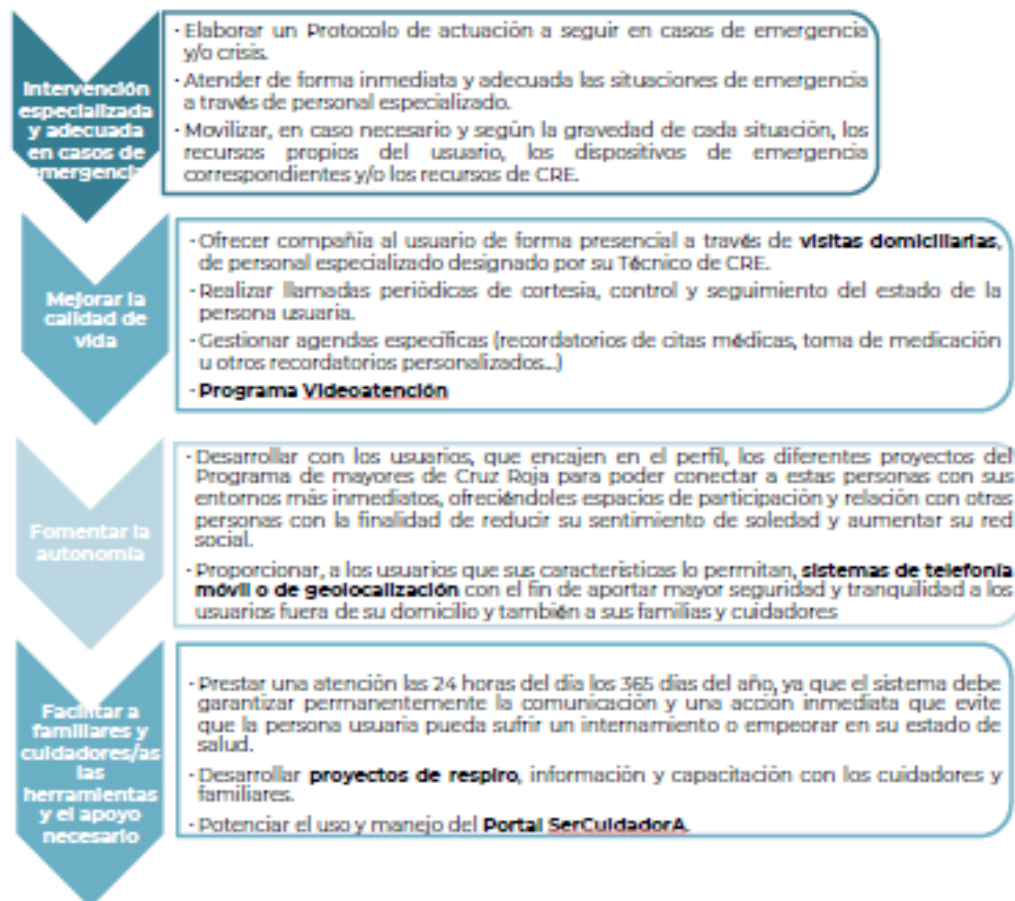 Intervención
especializada
y adecuada
en casos de
emergencia
· Elaborar un Protocolo de actuación a seguir en casos de emergencia
y/o crisis.
· Atender de forma inmediata y adecuada las situaciones de emergencia
a través de personal especializado.
· Movilizar, en caso necesario y según la gravedad de cada situación, los
recursos propios del usuario, los dispositivos de emergencia
correspondientes y/o los recursos de CRE.
Mejorar la
calidad de
vida
· Ofrecer compañía al usuario de forma presencial a través de visitas domiciliarias,
de personal especializado designado por su Técnico de CRE.
· Realizar llamadas periódicas de cortesía, control y seguimiento del estado de la
persona usuaria.
· Gestionar agendas específicas (recordatorios de citas médicas, toma de medicación
u otros recordatorios personalizados...)
· Programa Videoatención
Fomentar la
autonomía
· Desarrollar con los usuarios, que encajen en el perfil, los diferentes proyectos del
Programa de mayores de Cruz Roja para poder conectar a estas personas con sus
entornos más inmediatos, ofreciéndoles espacios de participación y relación con otras
personas con la finalidad de reducir su sentimiento de soledad y aumentar su red
social.
· Proporcionar, a los usuarios que sus características lo permitan, sistemas de telefonía
móvil o de geolocalización con el fin de aportar mayor seguridad y tranquilidad a los
usuarios fuera de su domicilio y también a sus familias y cuidadores
Facilitar a
familiares y
cuidadores/as
las
herramientas
y el apoyo
necesario
· Prestar una atención las 24 horas del día los 365 días del año, ya que el sistema debe
garantizar permanentemente la comunicación y una acción inmediata que evite
que la persona usuaria pueda sufrir un internamiento o empeorar en su estado de
salud.
· Desarrollar proyectos de respiro, información y capacitación con los cuidadores y
familiares.
· Potenciar el uso y manejo del Portal SerCuidadorA.